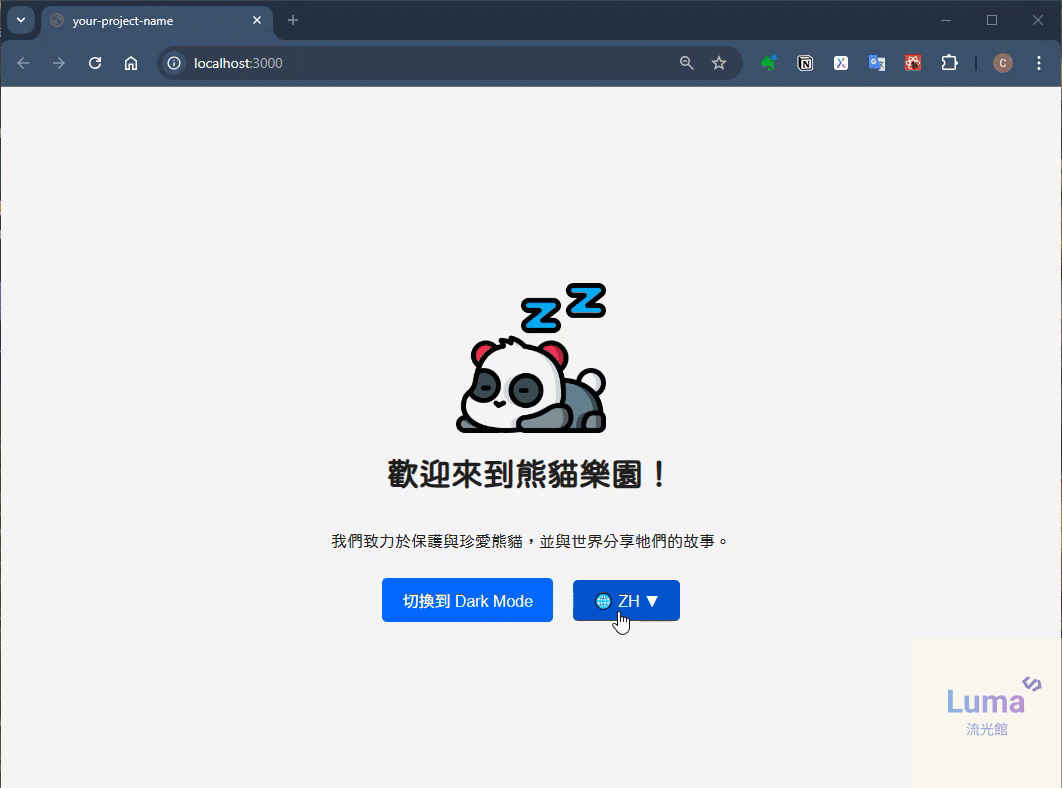 your-project-name
localhost:3000
C
Z Z
歡迎來到熊貓樂園！
我們致力於保護與珍愛熊貓，並與世界分享牠們的故事。
切換到 Dark Mode
ZH ▼
Luma
流光館